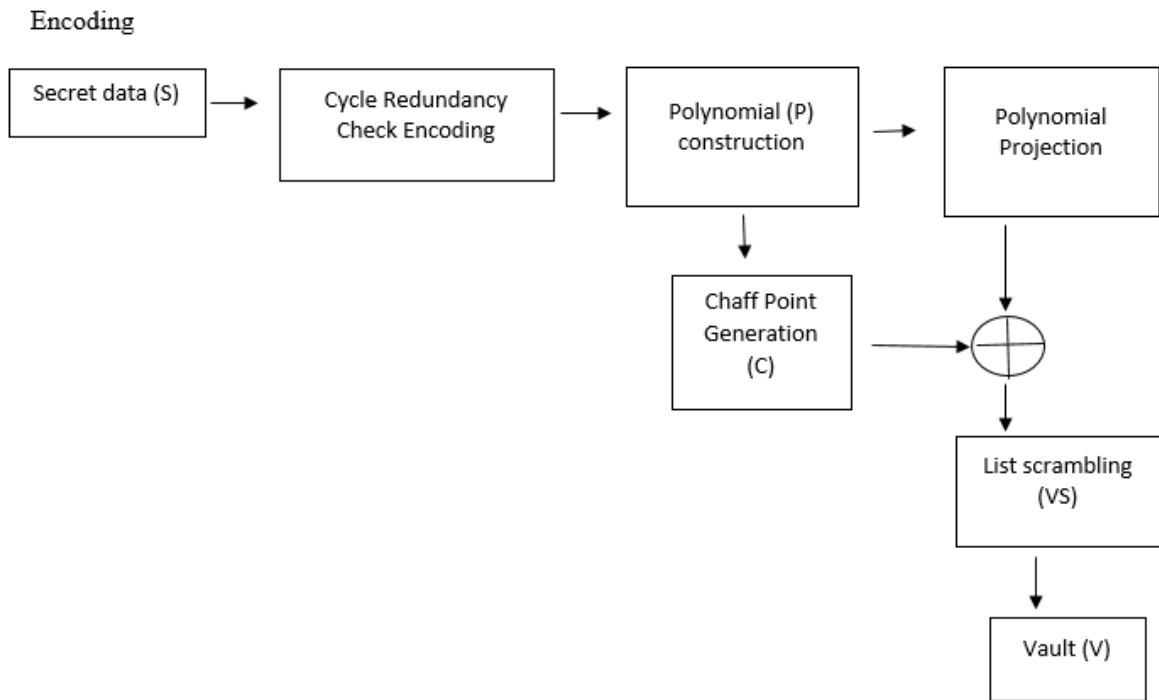 Encoding
Secret data (S)
Cycle Redundancy
Check Encoding
Polynomial (P)
construction
Polynomial
Projection
Chaff Point
Generation
(C)
List scrambling
(VS)
Vault (V)